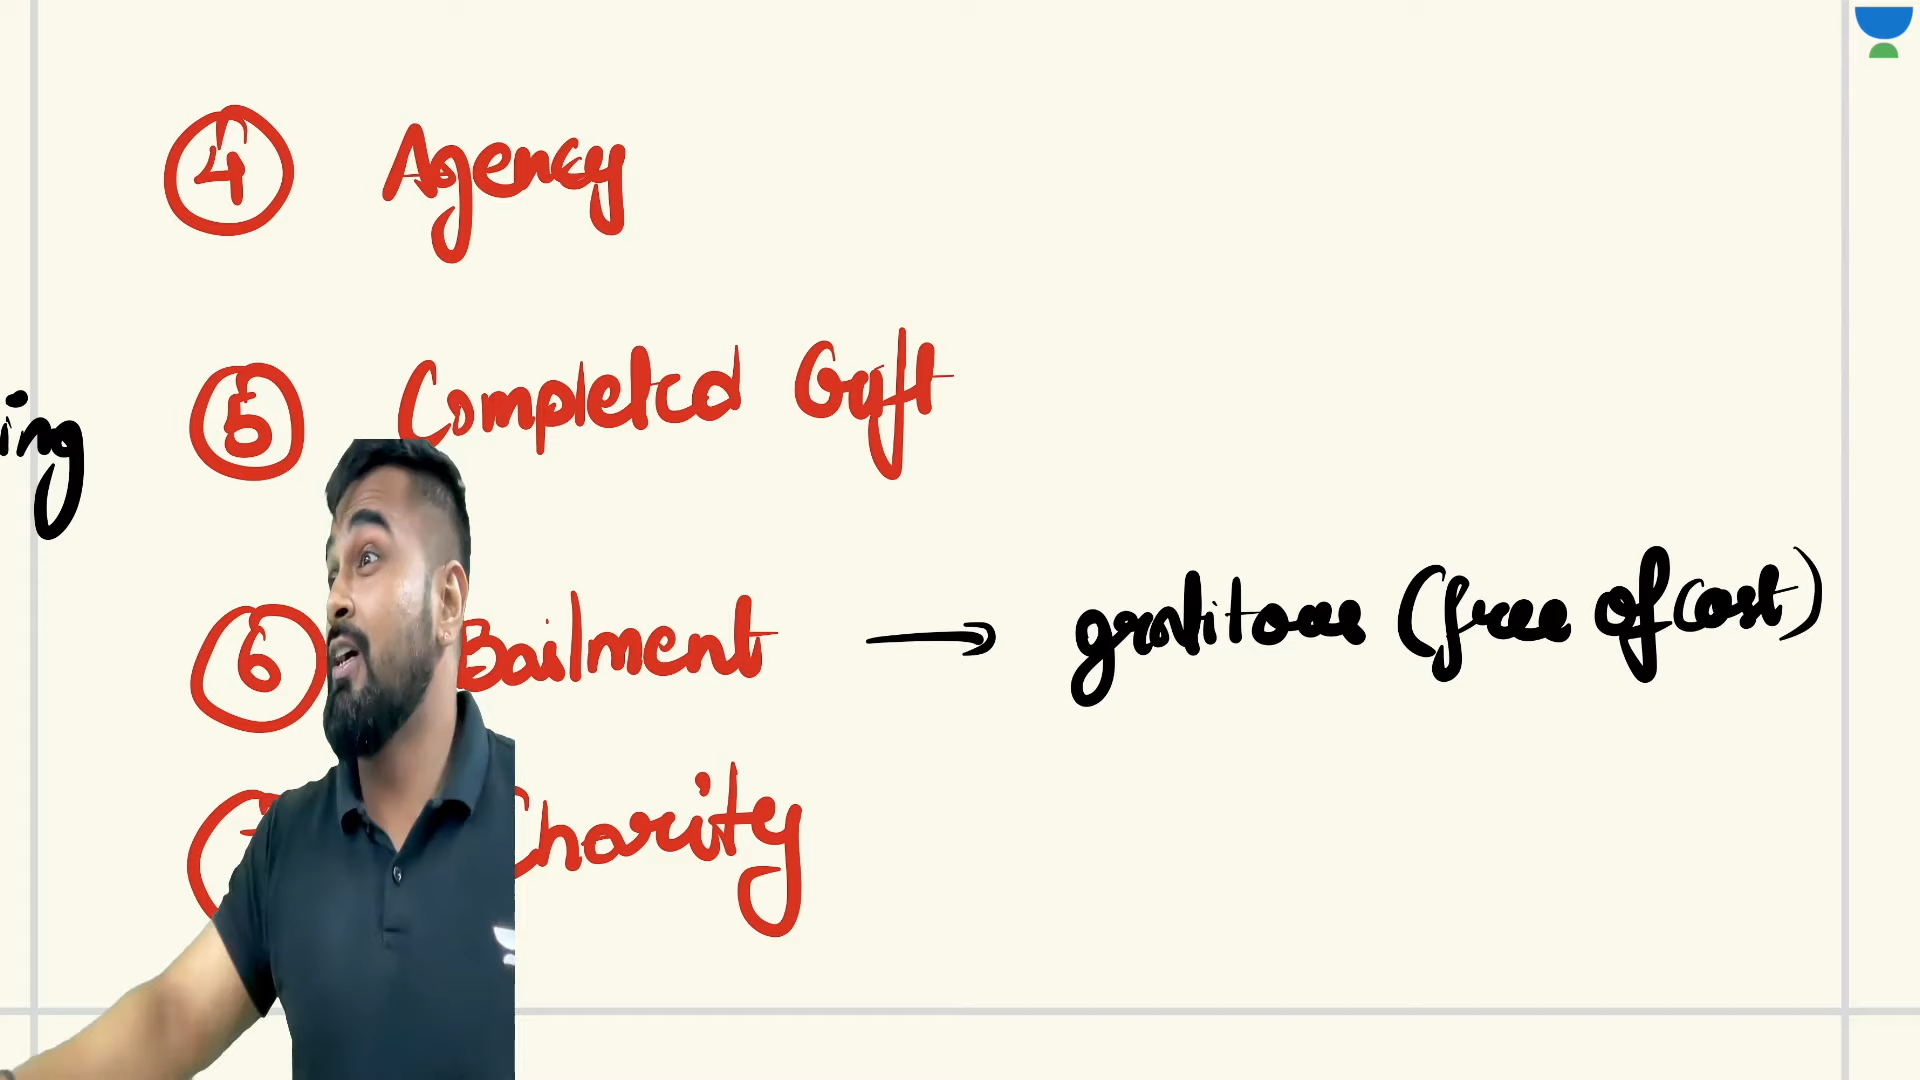 4 Agency
5 Completed Gift
ing
6 Bailment → gratitous (free of cost)
Charity